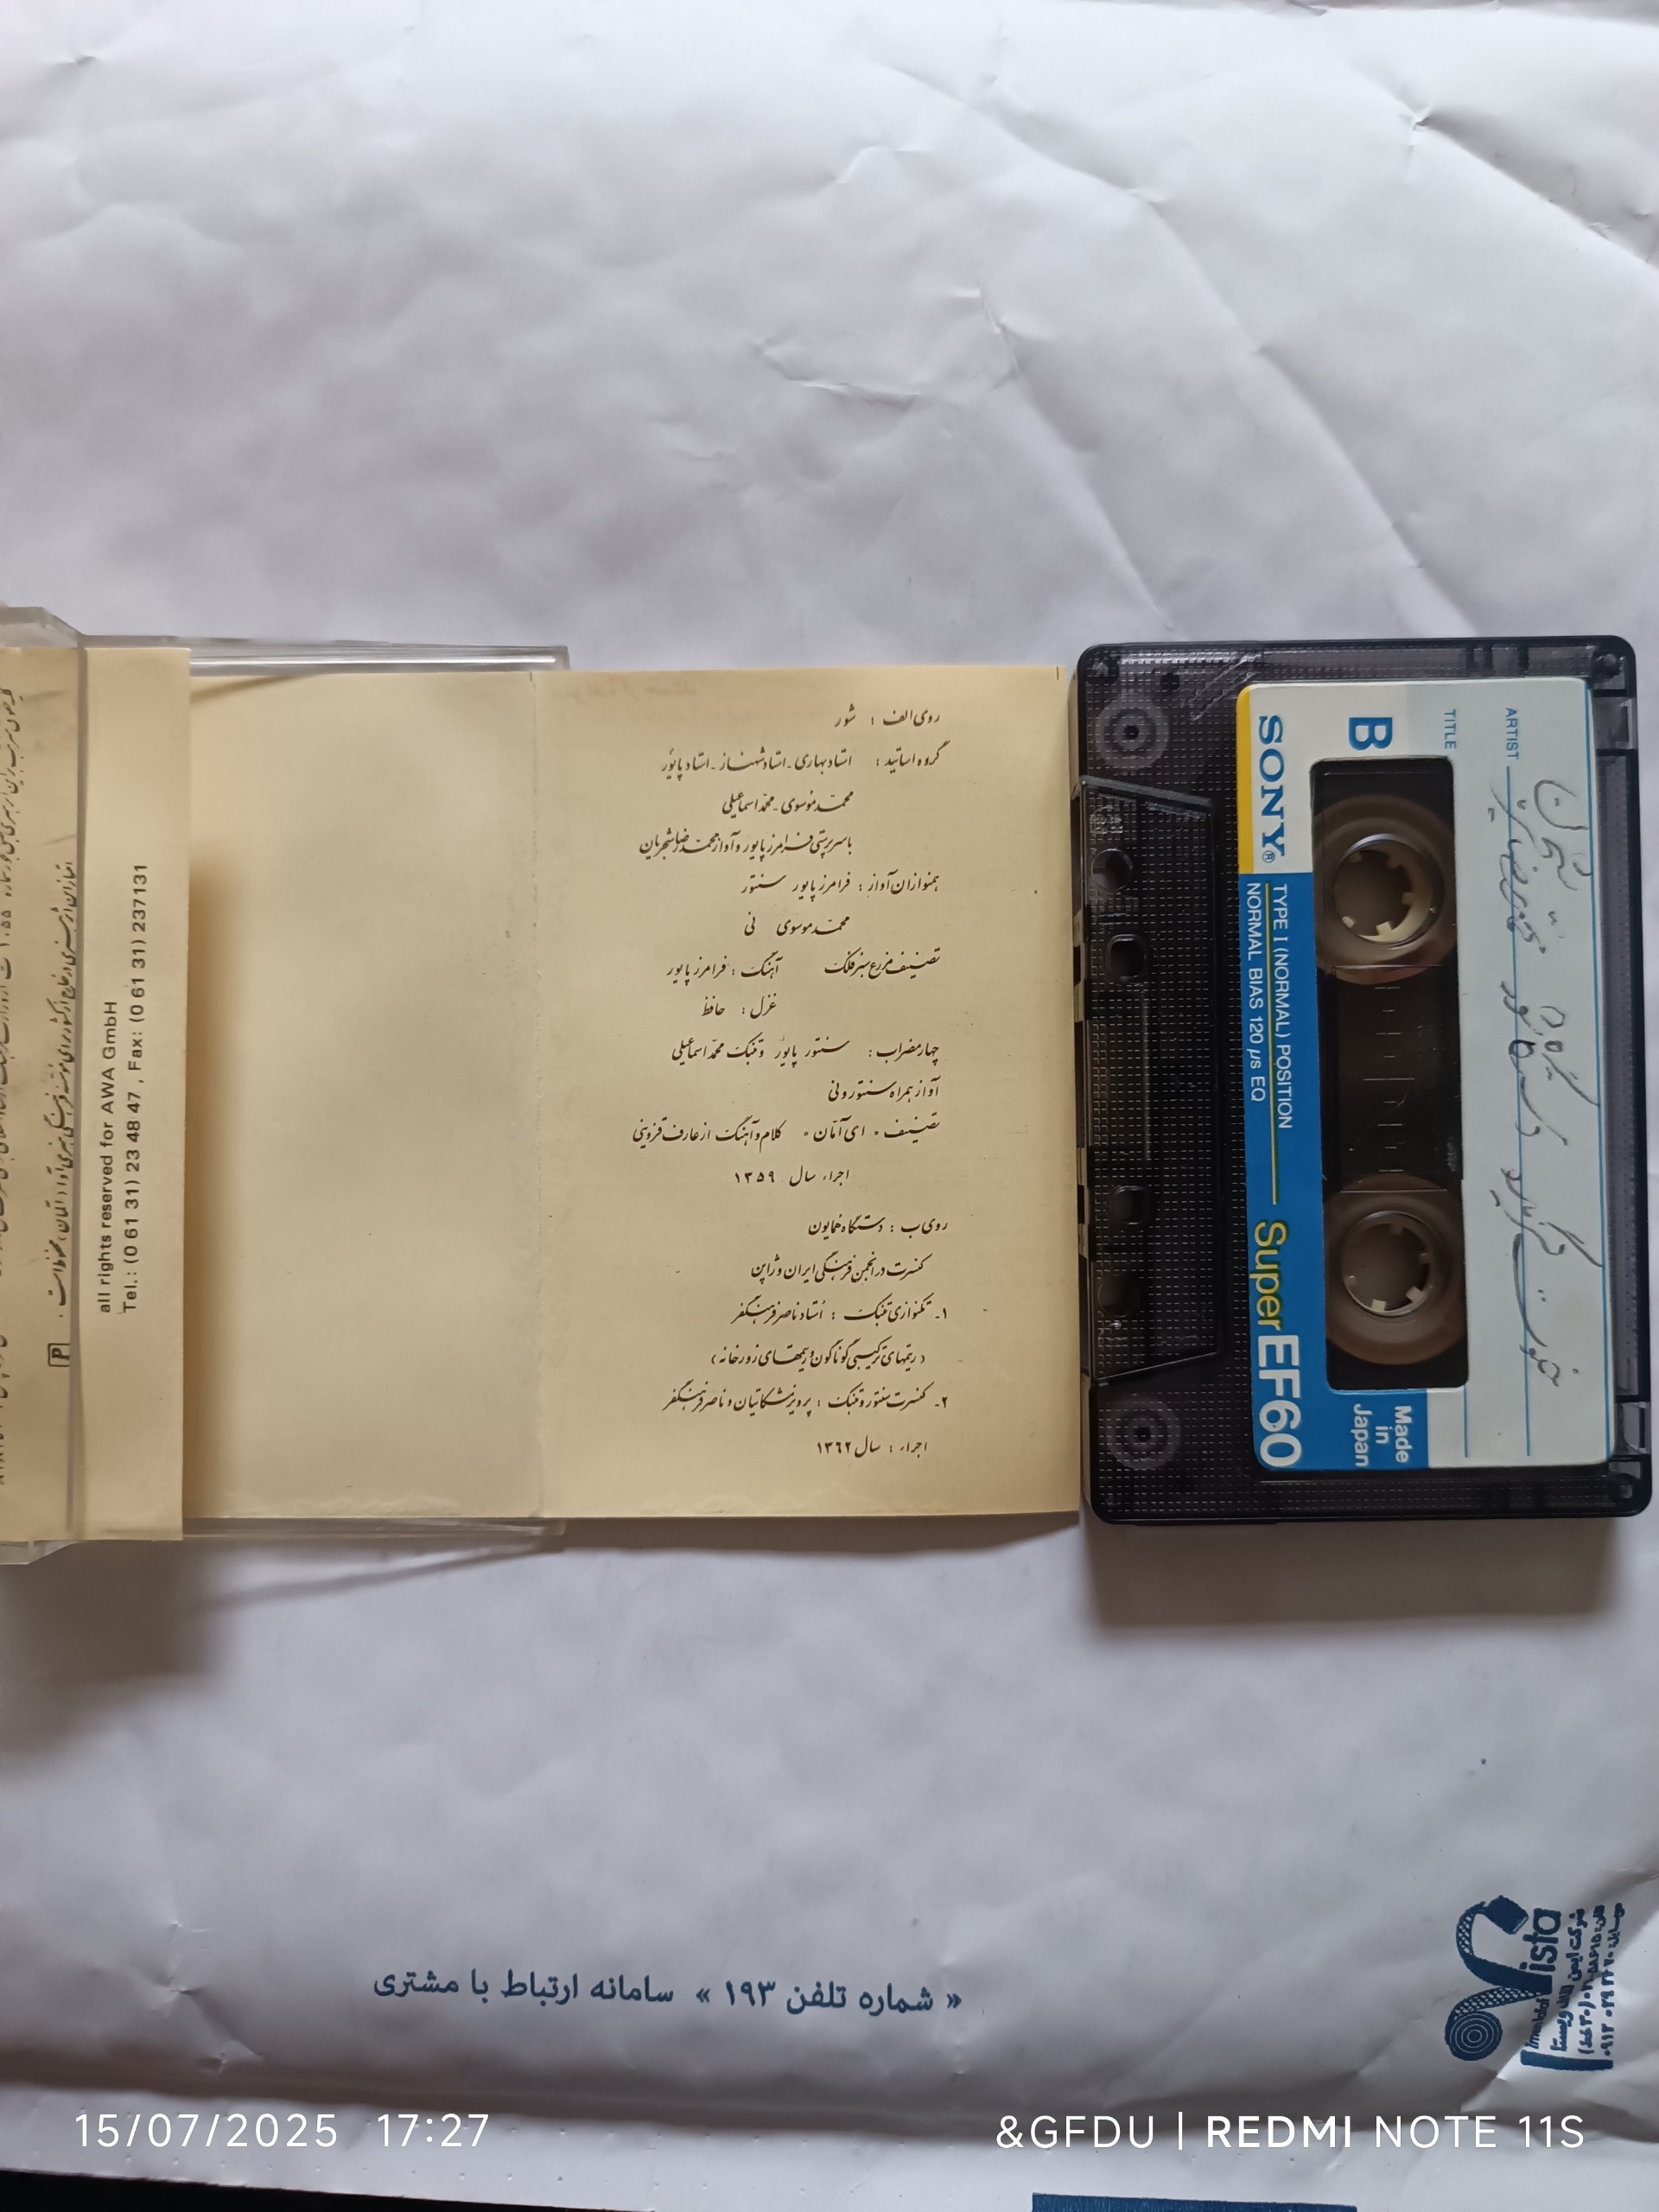 روی الف : شور
گروه اساتید : استاد بهاری - استاد شهناز - استاد پایور
محمد موسوی - محمد اسماعیلی
با سرپرستی فرامرز پایور و آواز محمدرضا شجریان
همنوازان آواز : فرامرز پایور سنتور
محمد موسوی نی
تصنیف مزرع سبز فلک آهنگ : فرامرز پایور
غزل : حافظ
چهارمضراب : سنتور پایور و تنبک محمد اسماعیلی
آواز همراه سنتور و نی
تصنیف « ای امان » کلام و آهنگ از عارف قزوینی
اجراء سال ۱۳۵۹
روی ب : دستگاه همایون
کنسرت در انجمن فرهنگی ایران و ژاپن
۱- تکنوازی تنبک : استاد ناصر فرهنگفر
( ریتمهای ترکیبی گوناگون و ریتمهای زورخانه )
۲- کنسرت سنتور و تنبک : پرویز مشکاتیان و ناصر فرهنگفر
اجراء : سال ۱۳۶۲
all rights reserved for AWA GmbH
Tel.: (0 61 31) 23 48 47 , Fax: (0 61 31) 237131
P
ARTIST
TITLE
B
SONY®
TYPE I (NORMAL) POSITION
NORMAL BIAS 120 µs EQ
Super EF60
Made
in
Japan
محمدرضا شجریان
« شماره تلفن ۱۹۳ » سامانه ارتباط با مشتری
Vista
15/07/2025 17:27
&GFDU | REDMI NOTE 11S